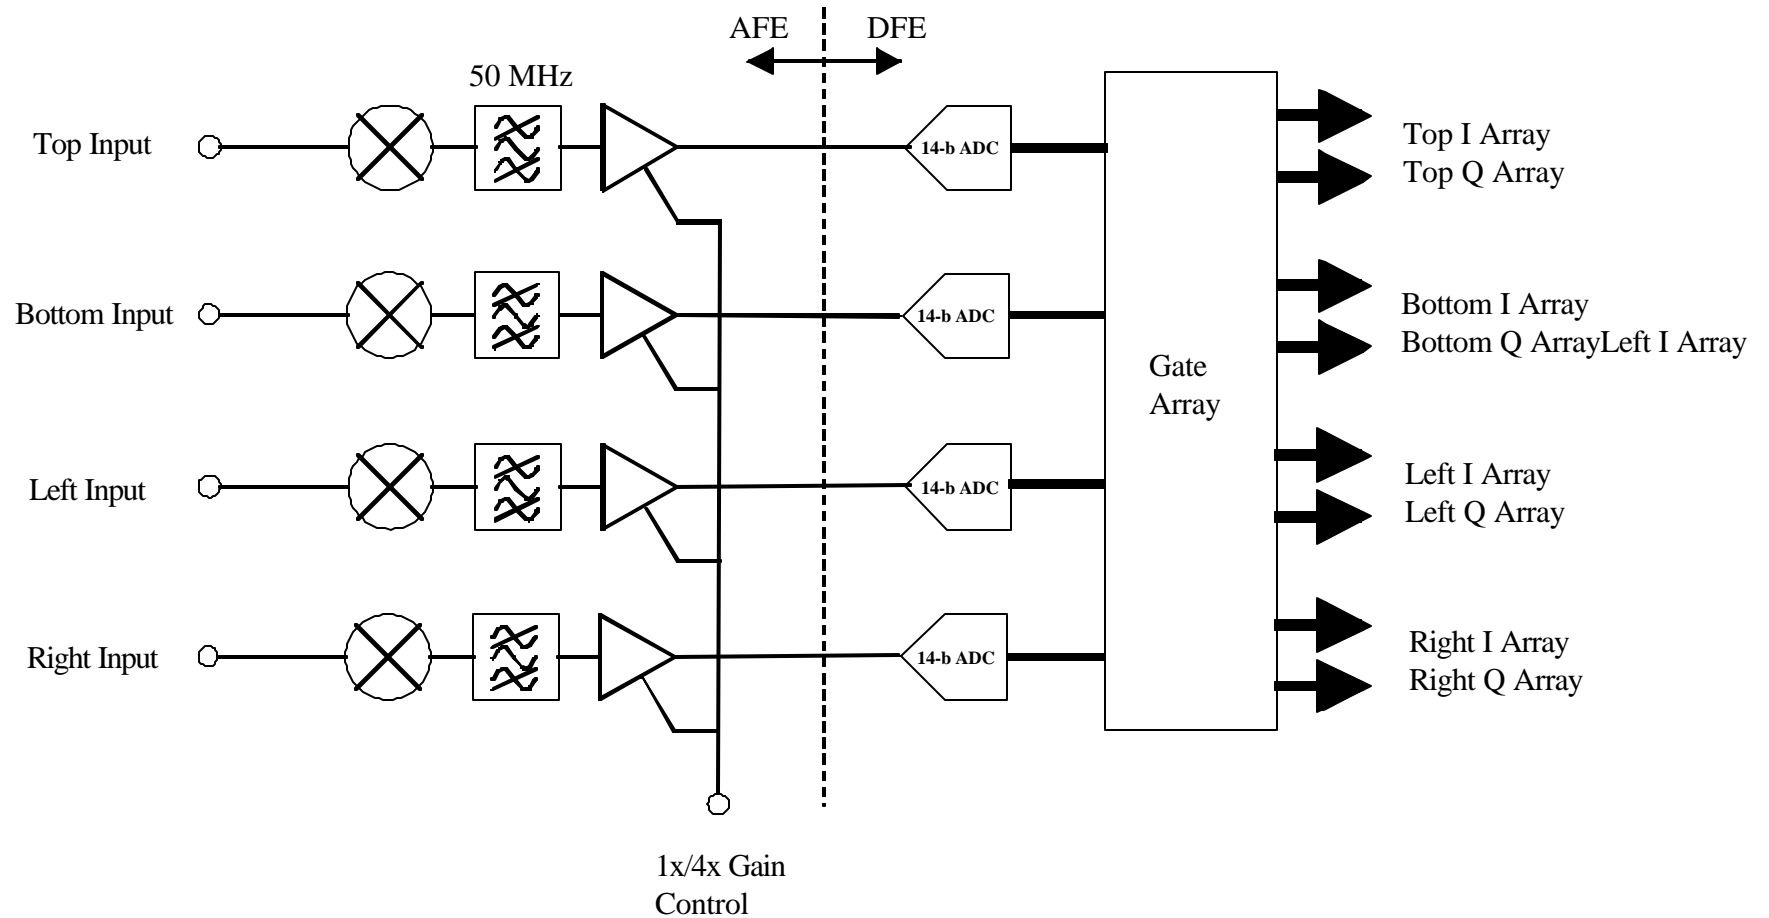 AFE
DFE
50 MHz
Top Input
14-b ADC
Top I Array
Top Q Array
Bottom Input
14-b ADC
Bottom I Array
Bottom Q ArrayLeft I Array
Gate
Array
Left Input
14-b ADC
Left I Array
Left Q Array
Right Input
14-b ADC
Right I Array
Right Q Array
1x/4x Gain
Control